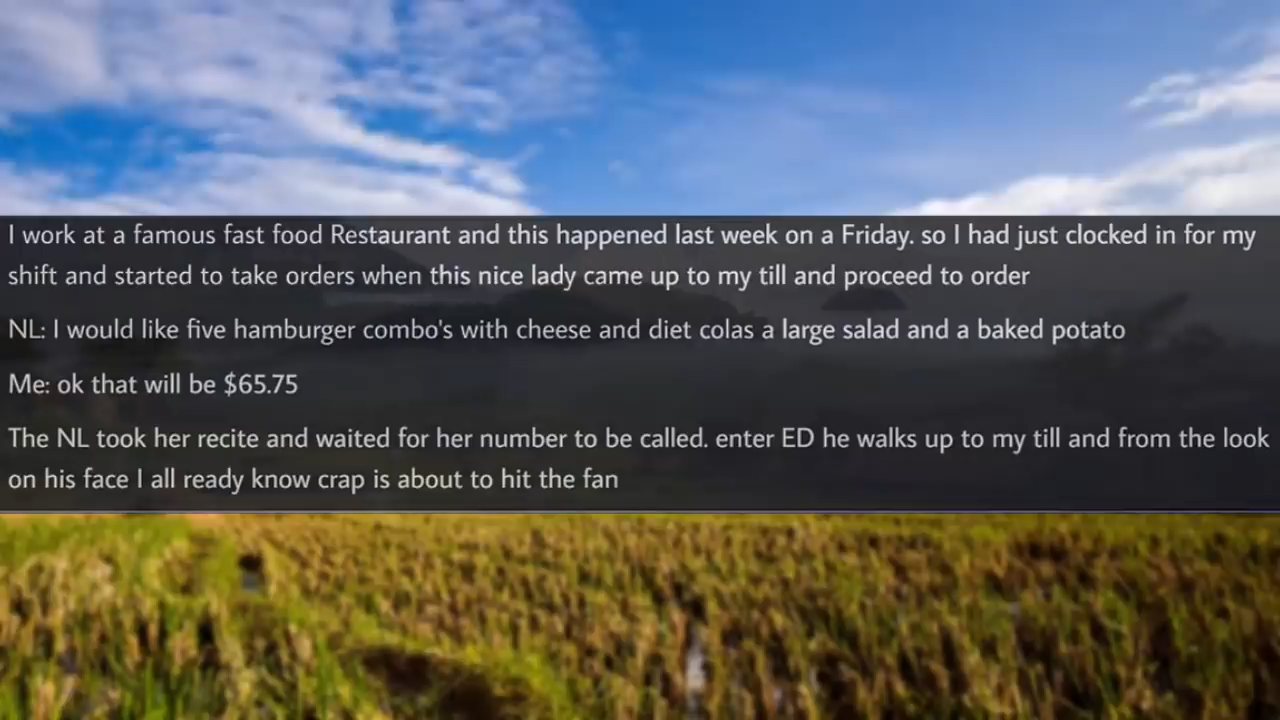 I work at a famous fast food Restaurant and this happened last week on a Friday. so I had just clocked in for my
shift and started to take orders when this nice lady came up to my till and proceed to order
NL: I would like five hamburger combo's with cheese and diet colas a large salad and a baked potato
Me: ok that will be $65.75
The NL took her recite and waited for her number to be called. enter ED he walks up to my till and from the look
on his face I all ready know crap is about to hit the fan